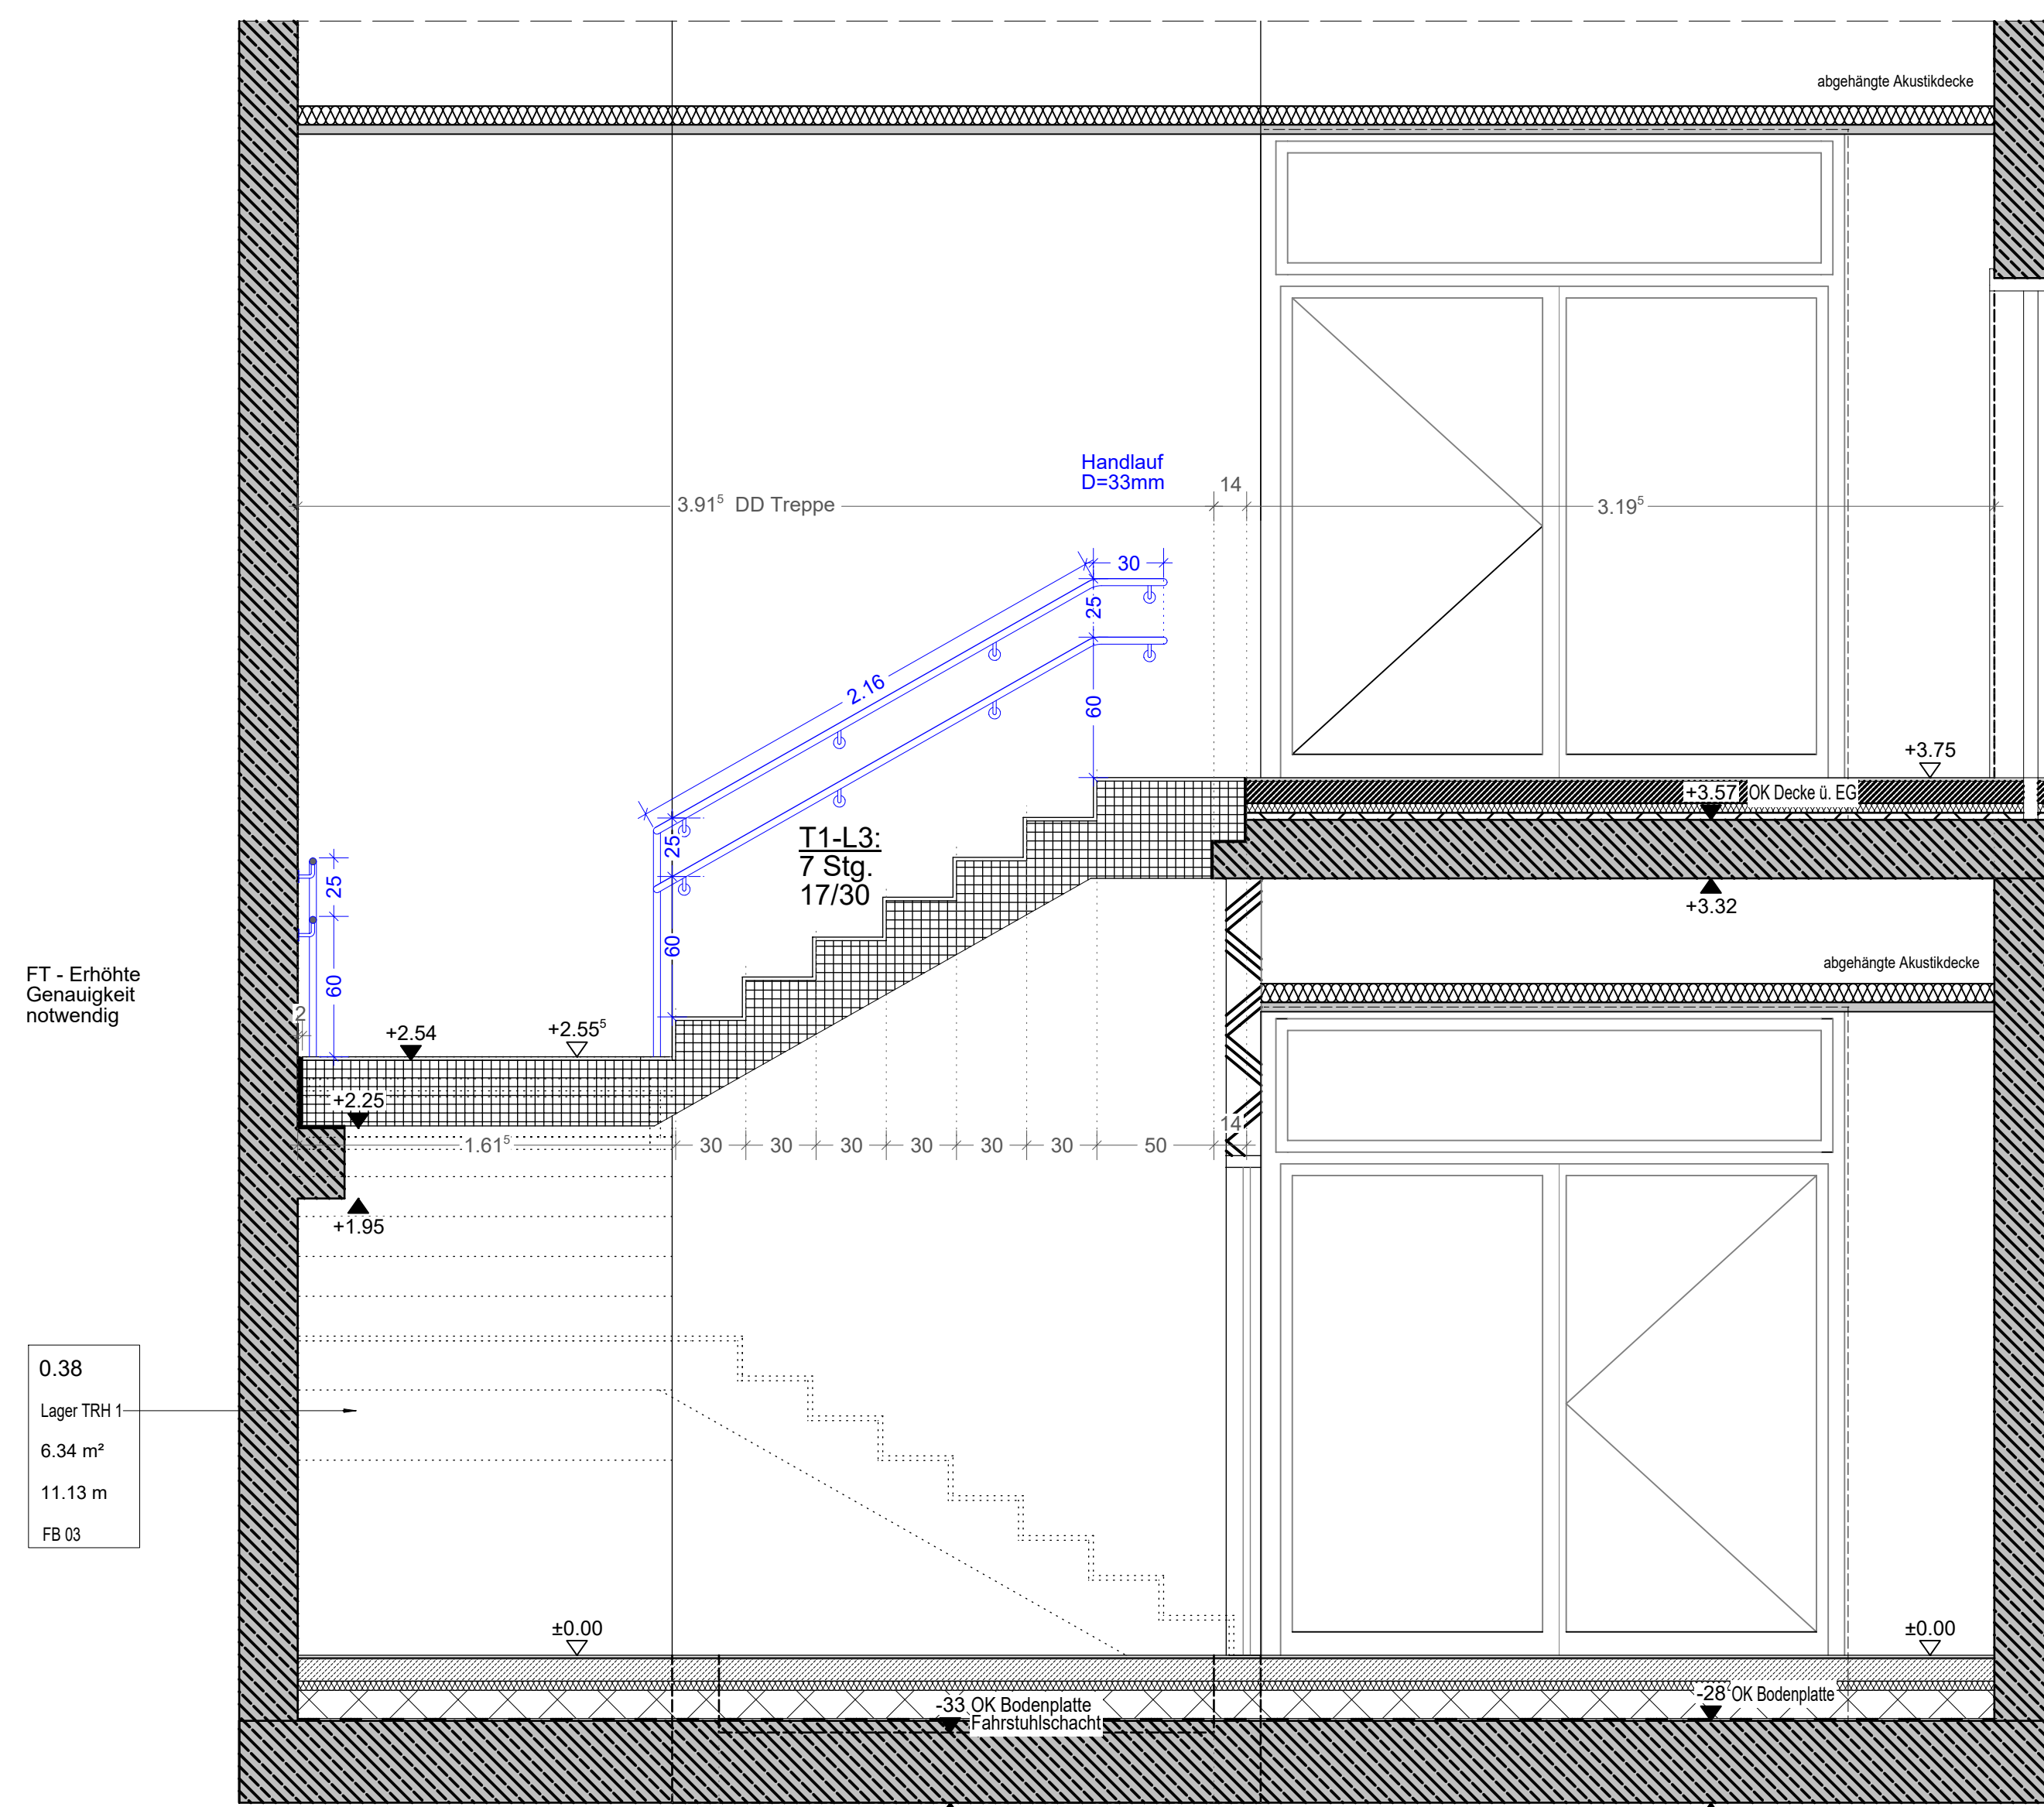 abgehängte Akustikdecke
Handlauf
D=33mm
14
3.91⁵ DD Treppe
3.19⁵
30
25
2.16
60
+3.75
+3.57 OK Decke ü. EG
T1-L3:
7 Stg.
17/30
25
25
60
60
+3.32
abgehängte Akustikdecke
FT - Erhöhte
Genauigkeit
notwendig
2
+2.54
+2.55⁵
+2.25
1.61⁵
30
30
30
30
30
30
50
14
+1.95
0.38
Lager TRH 1
6.34 m²
11.13 m
FB 03
±0.00
±0.00
-33 OK Bodenplatte
Fahrstuhlschacht
-28 OK Bodenplatte